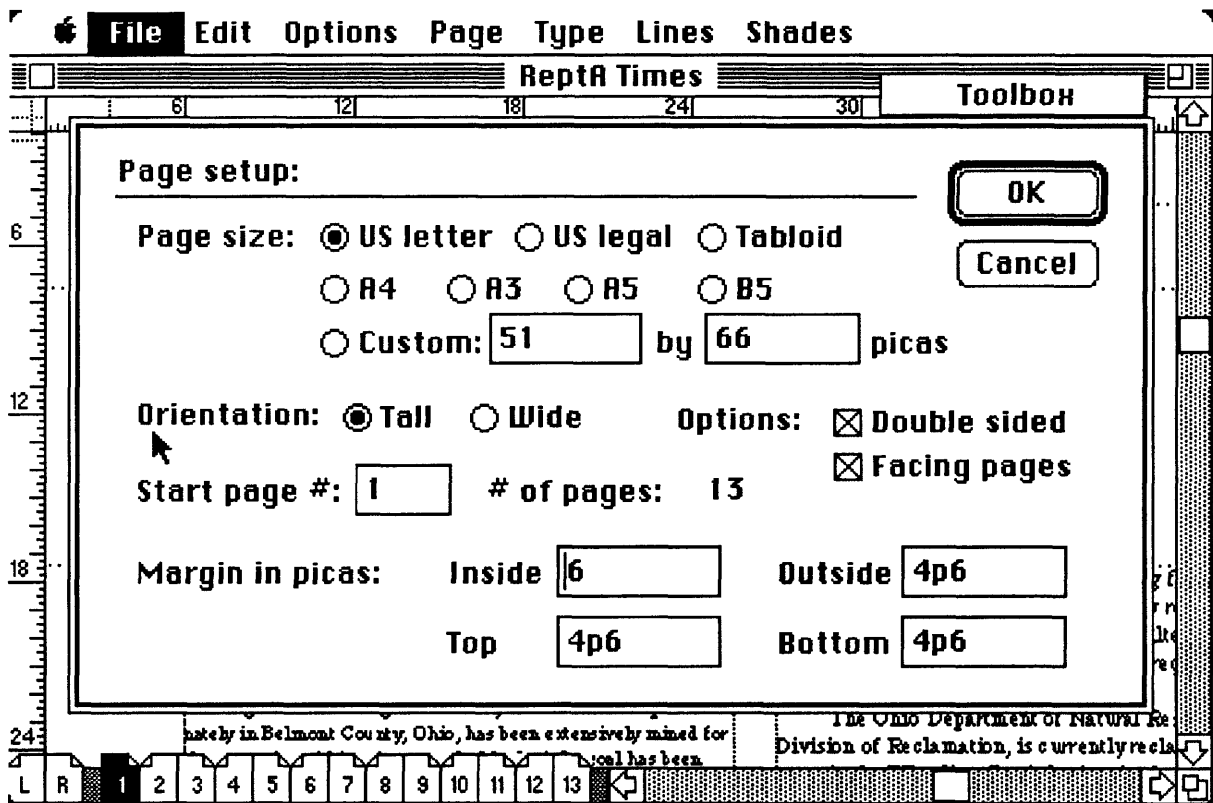 File Edit Options Page Type Lines Shades
ReptA Times
Toolbox
6 12 18 24 30
Page setup:
OK
Page size: US letter US legal Tabloid
Cancel
A4 A3 A5 B5
Custom: 51 by 66 picas
Orientation: Tall Wide Options: Double sided
Facing pages
Start page #: 1 # of pages: 13
Margin in picas: Inside 6 Outside 4p6
Top 4p6 Bottom 4p6
6
12
18
24
The Ohio Department of Natural Re
nately in Belmont County, Ohio, has been extensively mined for
Division of Reclamation, is currently recla
coal has been
L R 1 2 3 4 5 6 7 8 9 10 11 12 13